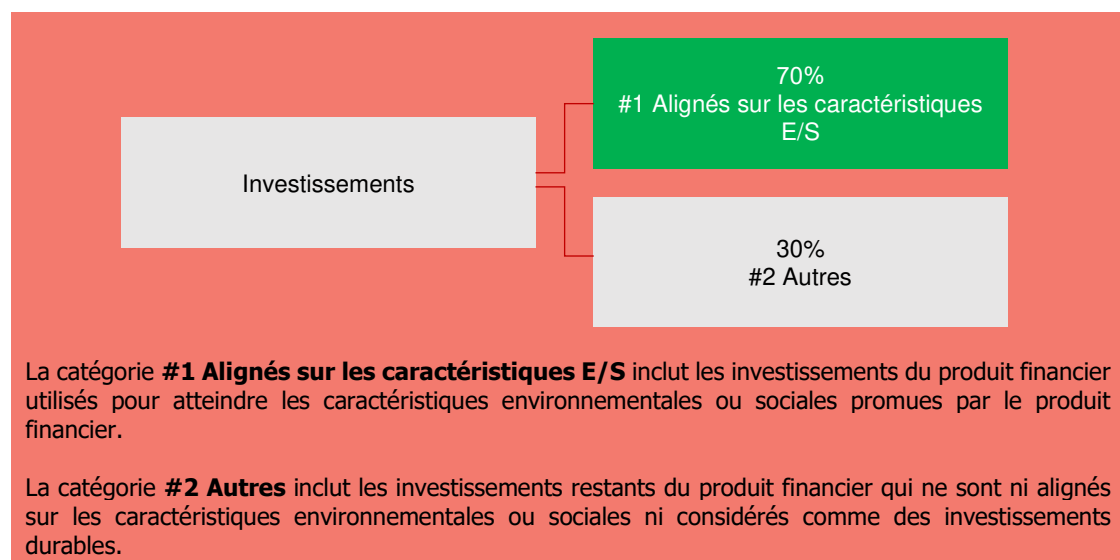 70%
#1 Alignés sur les caractéristiques
E/S
Investissements
30%
#2 Autres
La catégorie #1 Alignés sur les caractéristiques E/S inclut les investissements du produit financier
utilisés pour atteindre les caractéristiques environnementales ou sociales promues par le produit
financier.
La catégorie #2 Autres inclut les investissements restants du produit financier qui ne sont ni alignés
sur les caractéristiques environnementales ou sociales ni considérés comme des investissements
durables.